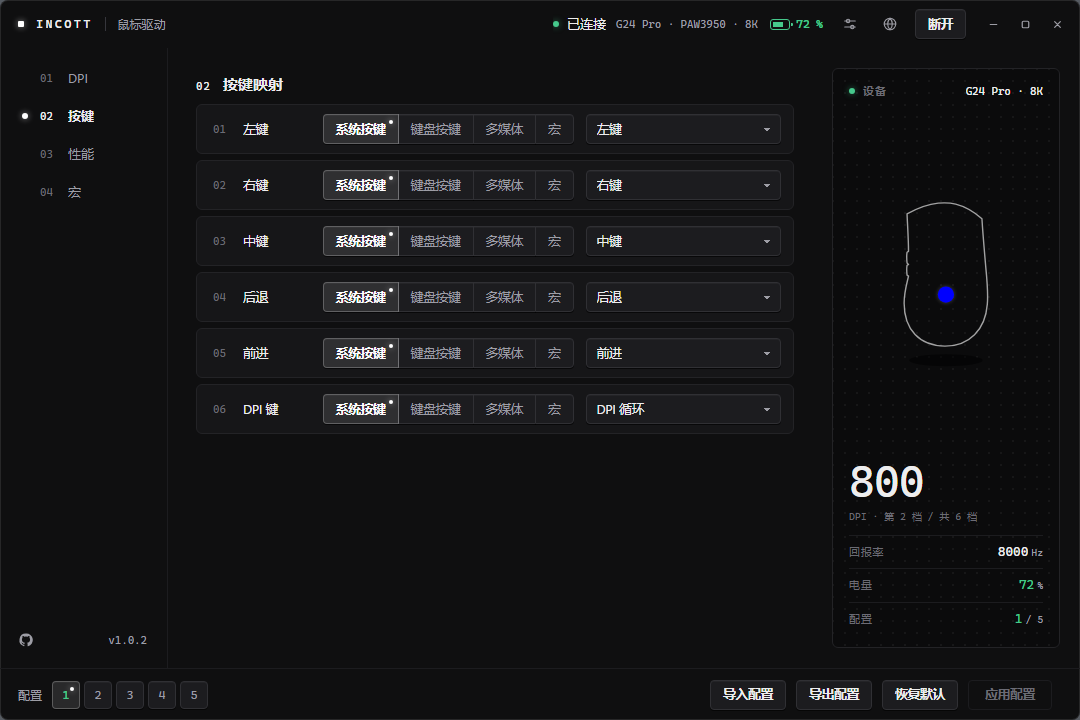 INCOTT 鼠标驱动 已连接 G24 Pro · PAW3950 · 8K 72 % 断开
01 DPI
02 按键
03 性能
04 宏
v1.0.2
02 按键映射
01 左键 系统按键 键盘按键 多媒体 宏 左键
02 右键 系统按键 键盘按键 多媒体 宏 右键
03 中键 系统按键 键盘按键 多媒体 宏 中键
04 后退 系统按键 键盘按键 多媒体 宏 后退
05 前进 系统按键 键盘按键 多媒体 宏 前进
06 DPI 键 系统按键 键盘按键 多媒体 宏 DPI 循环
设备 G24 Pro · 8K
800
DPI · 第 2 档 / 共 6 档
回报率 8000 Hz
电量 72 %
配置 1 / 5
配置 1 2 3 4 5 导入配置 导出配置 恢复默认 应用配置